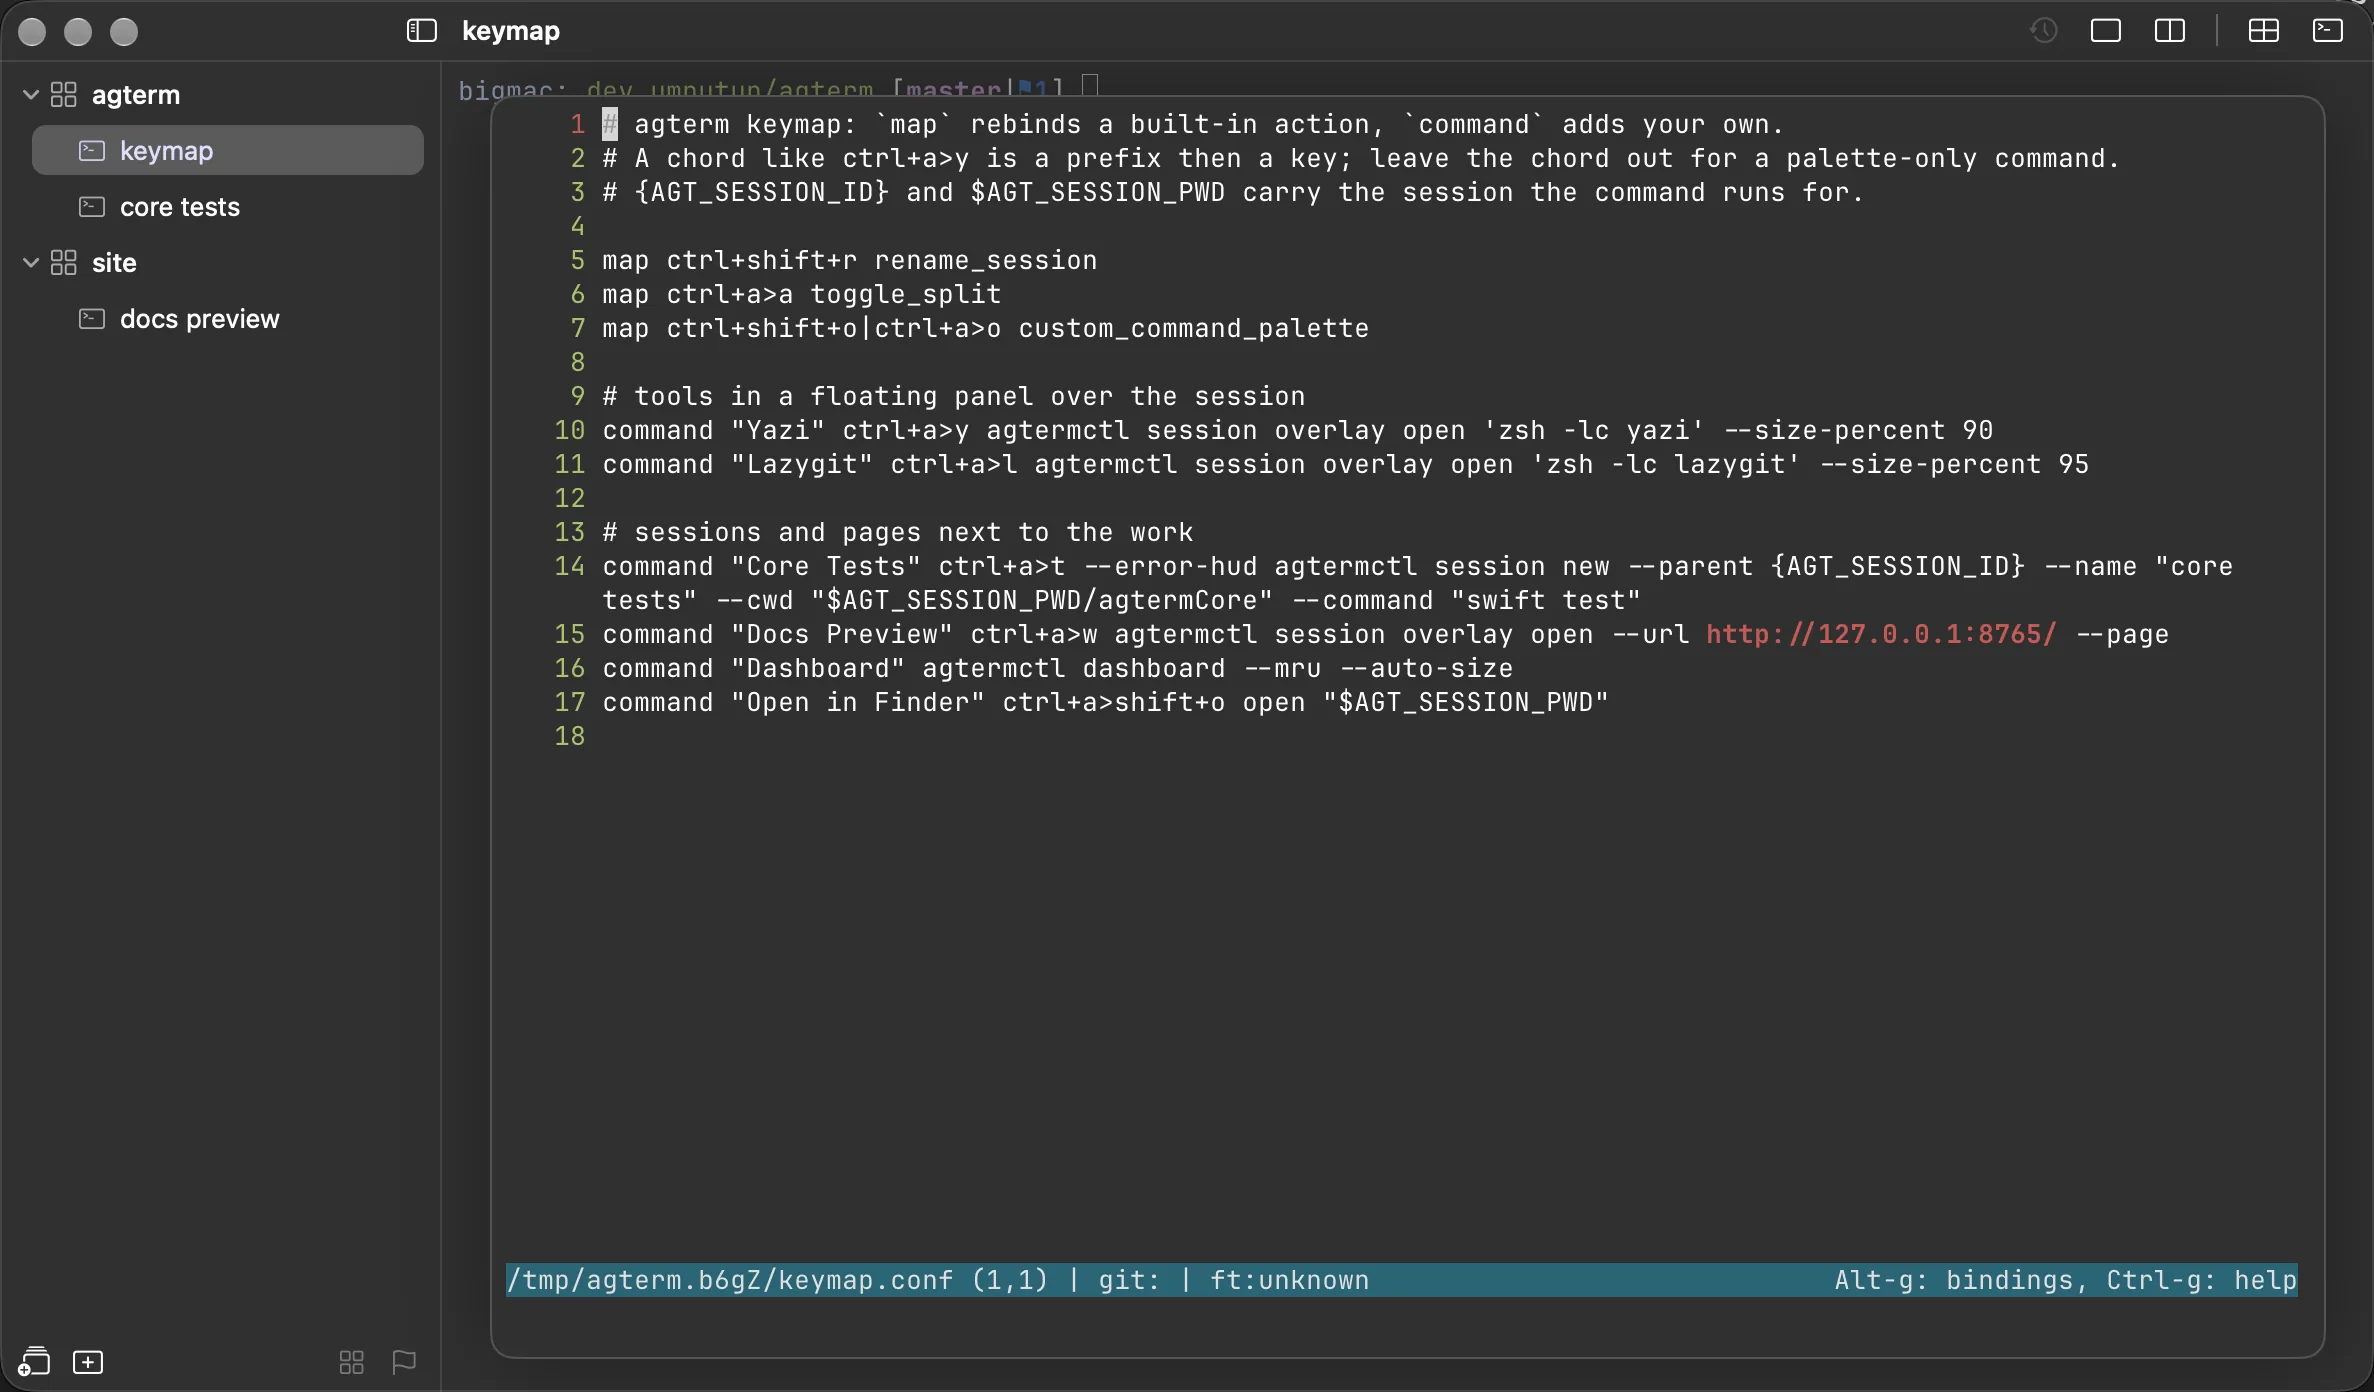 keymap
agterm
keymap
core tests
site
docs preview
bigmac: dev.umputun/agterm [master|1]
1 # agterm keymap: `map` rebinds a built-in action, `command` adds your own.
2 # A chord like ctrl+a>y is a prefix then a key; leave the chord out for a palette-only command.
3 # {AGT_SESSION_ID} and $AGT_SESSION_PWD carry the session the command runs for.
4
5 map ctrl+shift+r rename_session
6 map ctrl+a>a toggle_split
7 map ctrl+shift+o|ctrl+a>o custom_command_palette
8
9 # tools in a floating panel over the session
10 command "Yazi" ctrl+a>y agtermctl session overlay open 'zsh -lc yazi' --size-percent 90
11 command "Lazygit" ctrl+a>l agtermctl session overlay open 'zsh -lc lazygit' --size-percent 95
12
13 # sessions and pages next to the work
14 command "Core Tests" ctrl+a>t --error-hud agtermctl session new --parent {AGT_SESSION_ID} --name "core
tests" --cwd "$AGT_SESSION_PWD/agtermCore" --command "swift test"
15 command "Docs Preview" ctrl+a>w agtermctl session overlay open --url http://127.0.0.1:8765/ --page
16 command "Dashboard" agtermctl dashboard --mru --auto-size
17 command "Open in Finder" ctrl+a>shift+o open "$AGT_SESSION_PWD"
18
/tmp/agterm.b6gZ/keymap.conf (1,1) | git: | ft:unknown
Alt-g: bindings, Ctrl-g: help